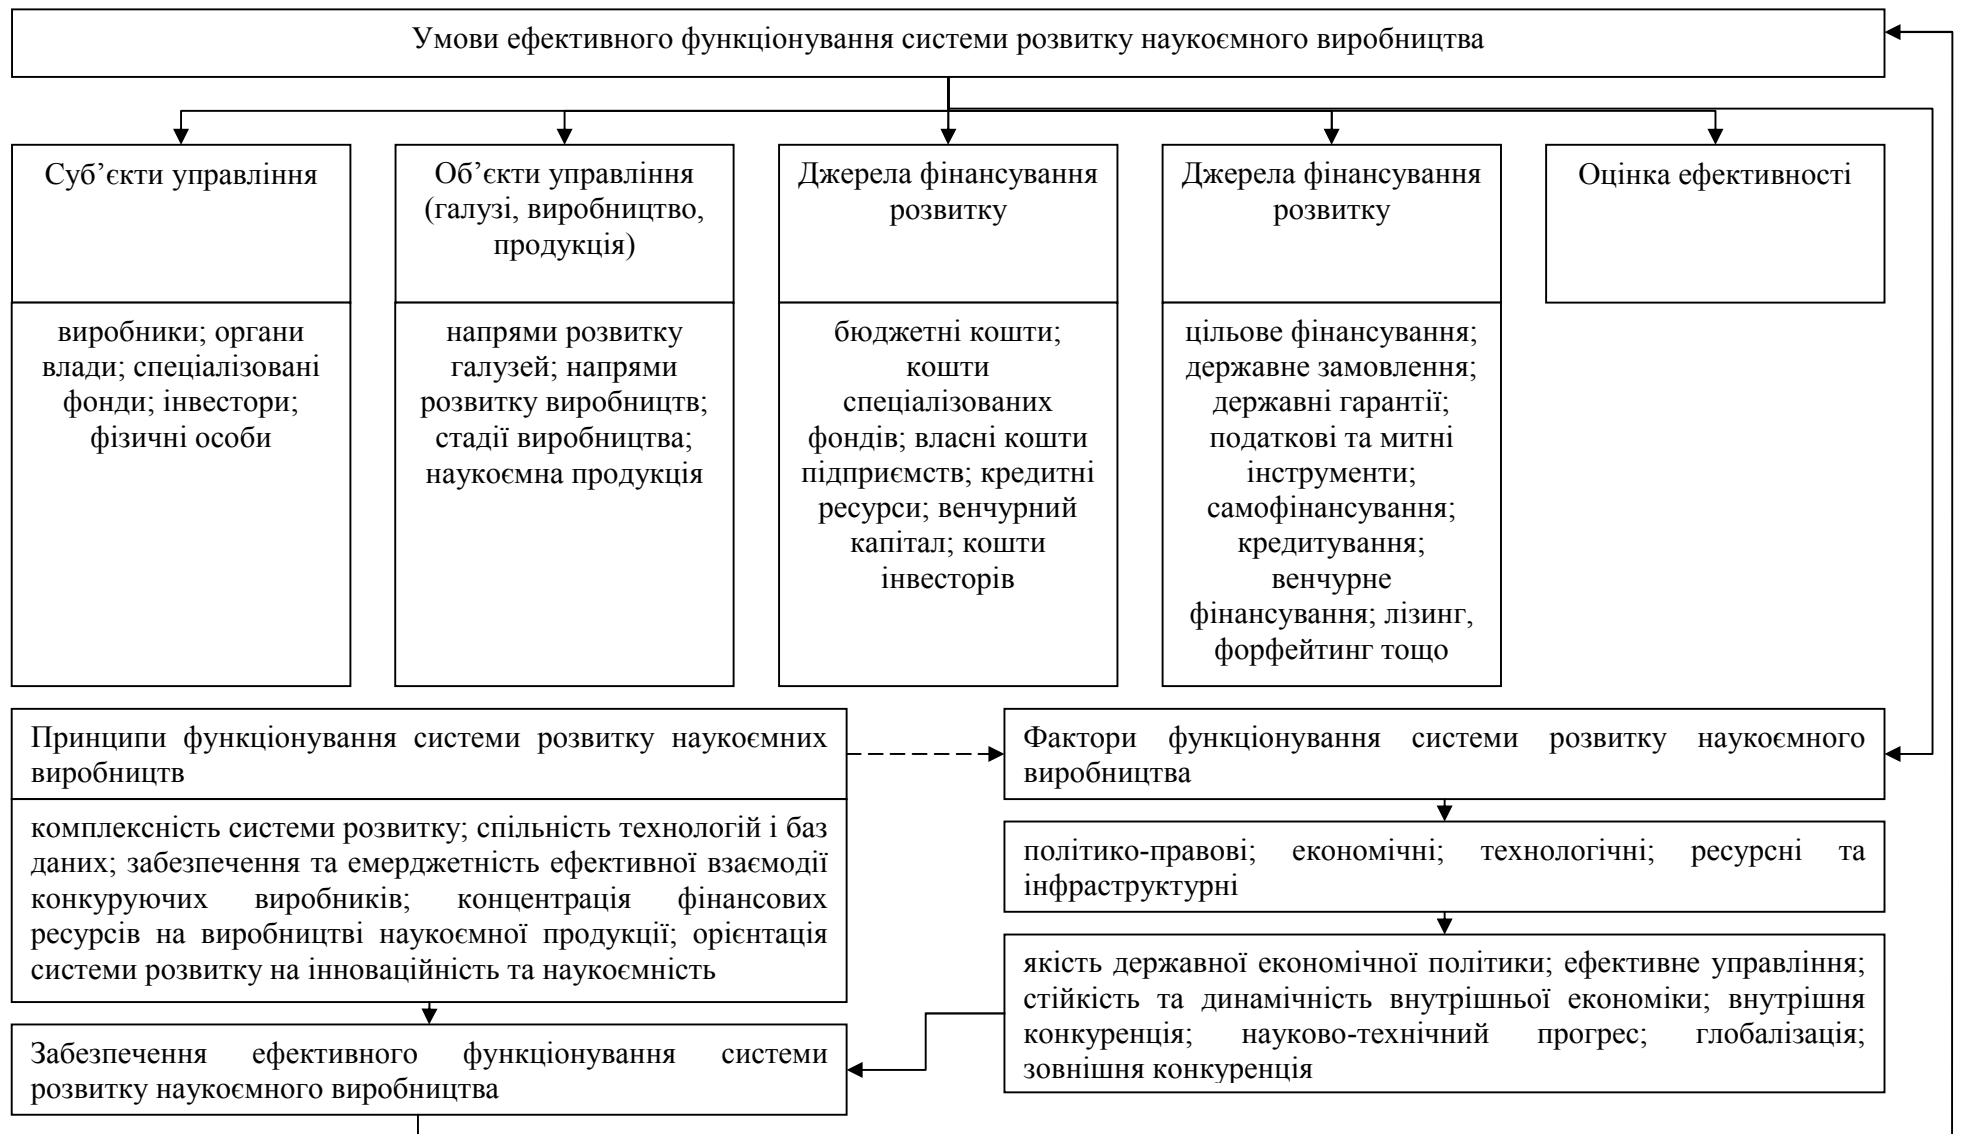 Умови ефективного функціонування системи розвитку наукоємного виробництва
Суб’єкти управління
Об’єкти управління
(галузі, виробництво,
продукція)
Джерела фінансування
розвитку
Джерела фінансування
розвитку
Оцінка ефективності
виробники; органи
влади; спеціалізовані
фонди; інвестори;
фізичні особи
напрями розвитку
галузей; напрями
розвитку виробництв;
стадії виробництва;
наукоємна продукція
бюджетні кошти;
кошти
спеціалізованих
фондів; власні кошти
підприємств; кредитні
ресурси; венчурний
капітал; кошти
інвесторів
цільове фінансування;
державне замовлення;
державні гарантії;
податкові та митні
інструменти;
самофінансування;
кредитування;
венчурне
фінансування; лізинг,
форфейтинг тощо
Принципи функціонування системи розвитку наукоємних
виробництв
комплексність системи розвитку; спільність технологій і баз
даних; забезпечення та емерджетність ефективної взаємодії
конкуруючих виробників; концентрація фінансових
ресурсів на виробництві наукоємної продукції; орієнтація
системи розвитку на інноваційність та наукоємність
Забезпечення ефективного функціонування системи
розвитку наукоємного виробництва
Фактори функціонування системи розвитку наукоємного
виробництва
політико-правові; економічні; технологічні; ресурсні та
інфраструктурні
якість державної економічної політики; ефективне управління;
стійкість та динамічність внутрішньої економіки; внутрішня
конкуренція; науково-технічний прогрес; глобалізація;
зовнішня конкуренція